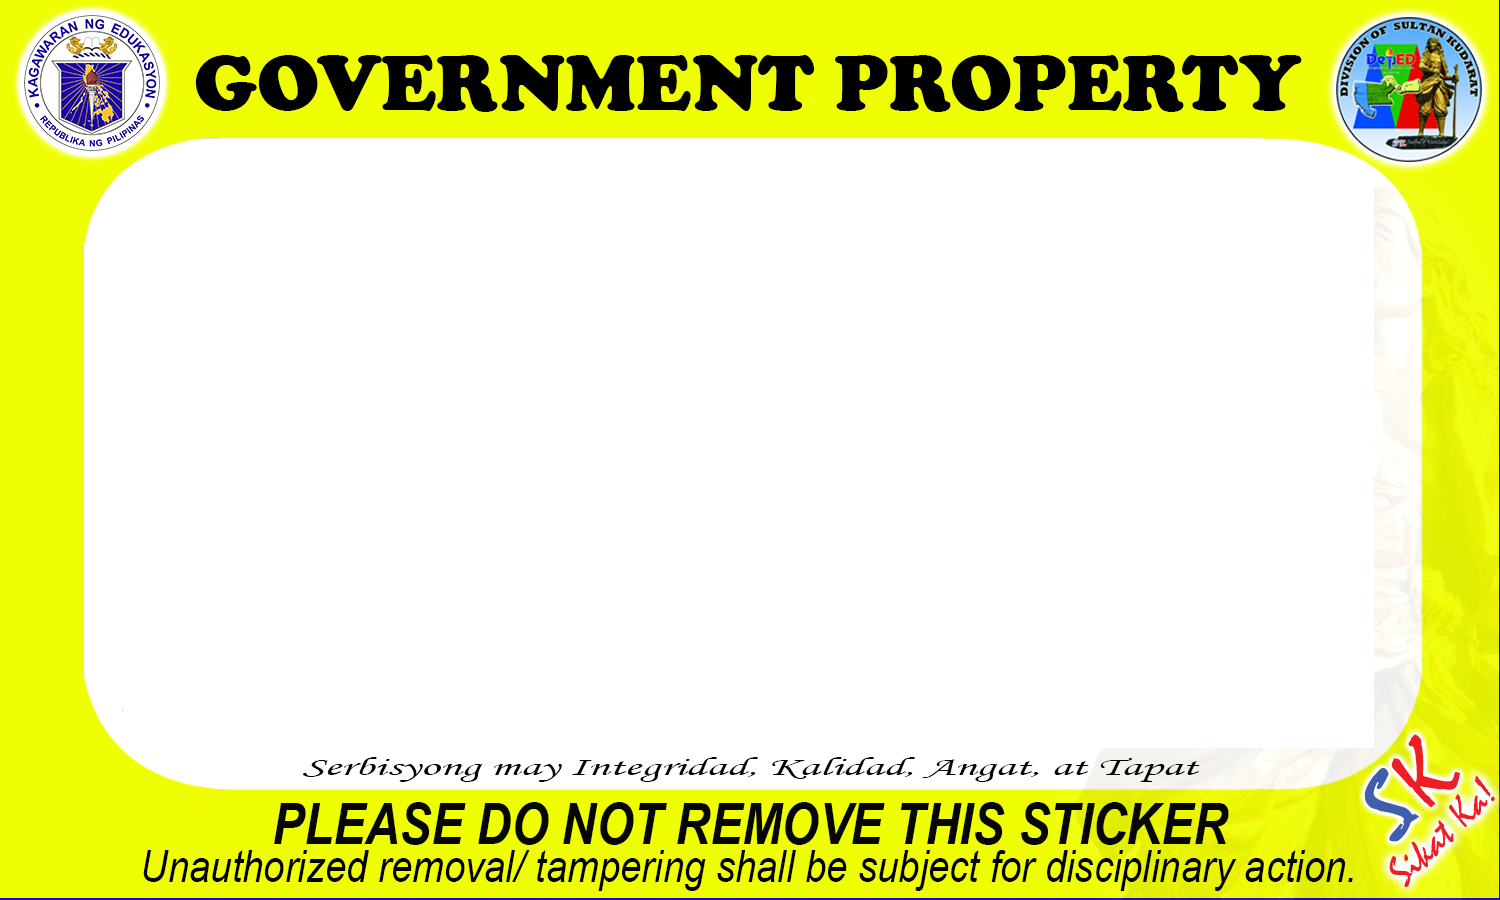 KAGAWARAN NG EDUKASYON
REPUBLIKA NG PILIPINAS
GOVERNMENT PROPERTY
DIVISION OF SULTAN KUDARAT
DepED
Serbisyong may Integridad, Kalidad, Angat, at Tapat
PLEASE DO NOT REMOVE THIS STICKER
Unauthorized removal/ tampering shall be subject for disciplinary action.
SK
Sikat Ka!